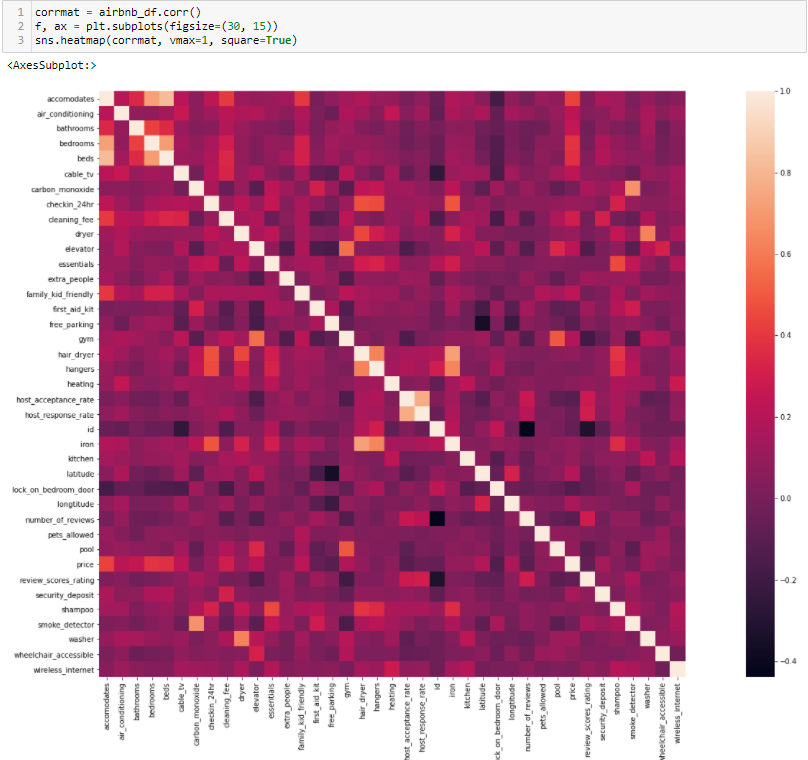 1 corrmat = airbnb_df.corr()
2 f, ax = plt.subplots(figsize=(30, 15))
3 sns.heatmap(corrmat, vmax=1, square=True)
<AxesSubplot:>
accomodates
air_conditioning
bathrooms
bedrooms
beds
cable_tv
carbon_monoxide
checkin_24hr
cleaning_fee
dryer
elevator
essentials
extra_people
family_kid_friendly
first_aid_kit
free_parking
gym
hair_dryer
hangers
heating
host_acceptance_rate
host_response_rate
id
iron
kitchen
latitude
lock_on_bedroom_door
longtitude
number_of_reviews
pets_allowed
pool
price
review_scores_rating
security_deposit
shampoo
smoke_detector
washer
wheelchair_accessible
wireless_internet
accomodates
air_conditioning
bathrooms
bedrooms
beds
cable_tv
carbon_monoxide
checkin_24hr
cleaning_fee
dryer
elevator
essentials
extra_people
family_kid_friendly
first_aid_kit
free_parking
gym
hair_dryer
hangers
heating
host_acceptance_rate
host_response_rate
id
iron
kitchen
latitude
ck_on_bedroom_door
longtitude
number_of_reviews
pets_allowed
pool
price
review_scores_rating
security_deposit
shampoo
smoke_detector
washer
wheelchair_accessible
wireless_internet
1.0
0.8
0.6
0.4
0.2
0.0
−0.2
−0.4